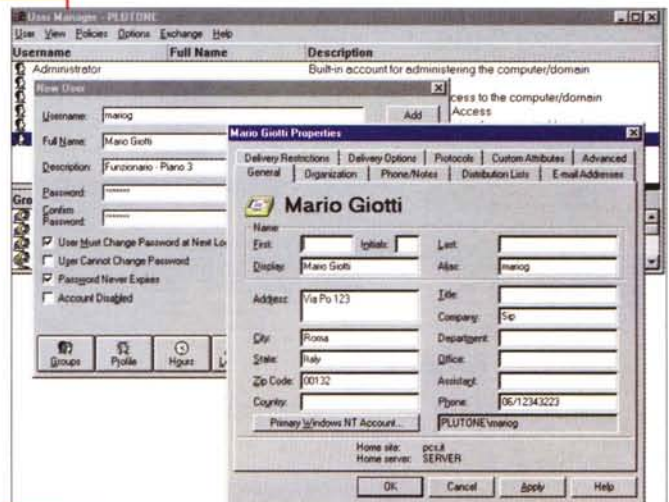 User Manager - PLUTONE
User View Policies Options Exchange Help
Username Full Name Description
Administrator Built-in account for administering the computer/domain
New User
cess to the computer/domain
Access
Username: mariog Add
Full Name: Mario Giotti
Description: Funzionario - Piano 3
Password: *******
Confirm Password: *******
User Must Change Password at Next Lo
User Cannot Change Password
Password Never Expires
Account Disabled
Groups Profile Hours L
Gro
Mario Giotti Properties
Delivery Restrictions Delivery Options Protocols Custom Attributes Advanced
General Organization Phone/Notes Distribution Lists E-mail Addresses
Mario Giotti
Name
First: Initials: Last:
Display: Mario Giotti Alias: mariog
Address: Via Po 123 Title:
Company: Sip
City: Roma Department:
State: Italy Office:
Zip Code: 00132 Assistant:
Country: Phone: 06/12343223
Primary Windows NT Account... PLUTONE\mariog
Home site: pcs.it
Home server: SERVER
OK Cancel Apply Help